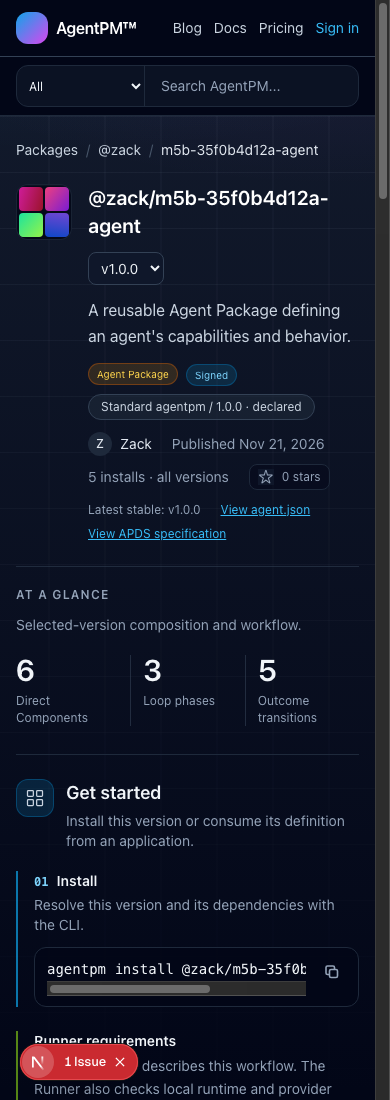 AgentPM™ Blog Docs Pricing Sign in
All Search AgentPM...
Packages / @zack / m5b-35f0b4d12a-agent
@zack/m5b-35f0b4d12a-
agent
v1.0.0
A reusable Agent Package defining
an agent's capabilities and behavior.
Agent Package Signed
Standard agentpm / 1.0.0 · declared
Z Zack Published Nov 21, 2026
5 installs · all versions 0 stars
Latest stable: v1.0.0 View agent.json
View APDS specification
AT A GLANCE
Selected-version composition and workflow.
6 3 5
Direct Components Loop phases Outcome transitions
Get started
Install this version or consume its definition
from an application.
01 Install
Resolve this version and its dependencies with
the CLI.
agentpm install @zack/m5b-35f0b
Runner requirements
N 1 Issue describes this workflow. The
Runner also checks local runtime and provider